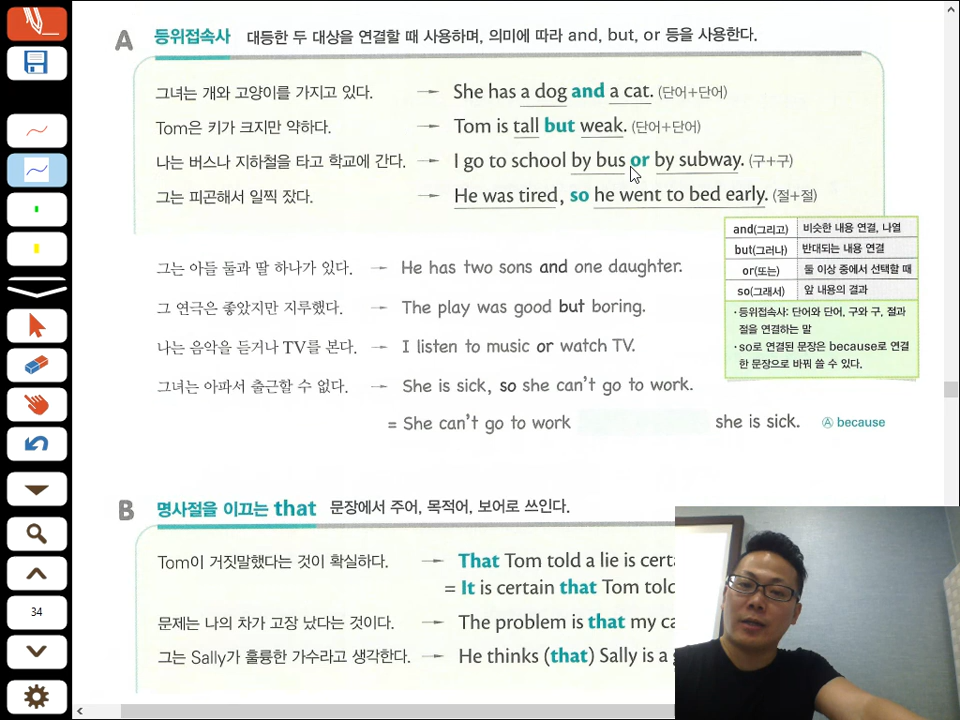 A 등위접속사 대등한 두 대상을 연결할 때 사용하며, 의미에 따라 and, but, or 등을 사용한다.
그녀는 개와 고양이를 가지고 있다. → She has a dog and a cat. (단어+단어)
Tom은 키가 크지만 약하다. → Tom is tall but weak. (단어+단어)
나는 버스나 지하철을 타고 학교에 간다. → I go to school by bus or by subway. (구+구)
그는 피곤해서 일찍 잤다. → He was tired, so he went to bed early. (절+절)
and(그리고) 비슷한 내용 연결, 나열
but(그러나) 반대되는 내용 연결
or(또는) 둘 이상 중에서 선택할 때
so(그래서) 앞 내용의 결과
·등위접속사: 단어와 단어, 구와 구, 절과
절을 연결하는 말
·so로 연결된 문장은 because로 연결
한 문장으로 바꿔 쓸 수 있다.
그는 아들 둘과 딸 하나가 있다. → He has two sons and one daughter.
그 연극은 좋았지만 지루했다. → The play was good but boring.
나는 음악을 듣거나 TV를 본다. → I listen to music or watch TV.
그녀는 아파서 출근할 수 없다. → She is sick, so she can't go to work.
= She can't go to work she is sick. Ⓐ because
B 명사절을 이끄는 that 문장에서 주어, 목적어, 보어로 쓰인다.
Tom이 거짓말했다는 것이 확실하다. → That Tom told a lie is certa
= It is certain that Tom told
문제는 나의 차가 고장 났다는 것이다. → The problem is that my ca
그는 Sally가 훌륭한 가수라고 생각한다. → He thinks (that) Sally is a
34